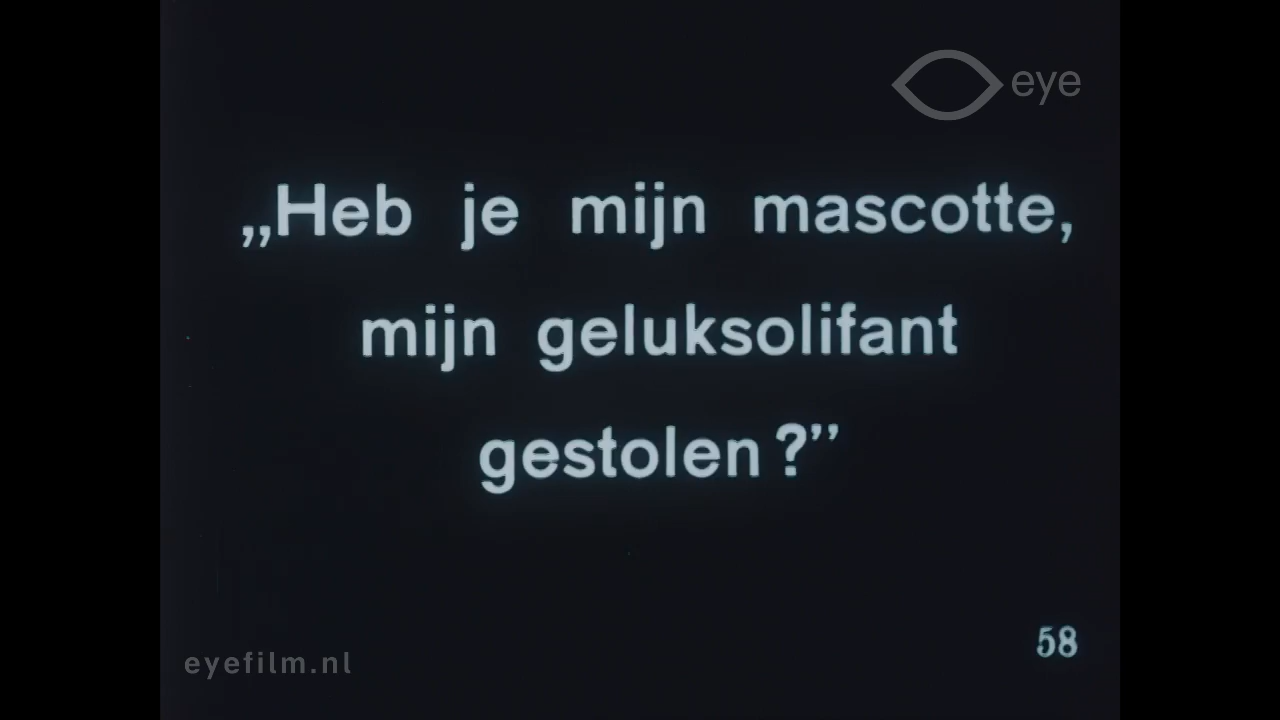 eye
„Heb je mijn mascotte,
mijn geluksolifant
gestolen?”
58
eyefilm.nl